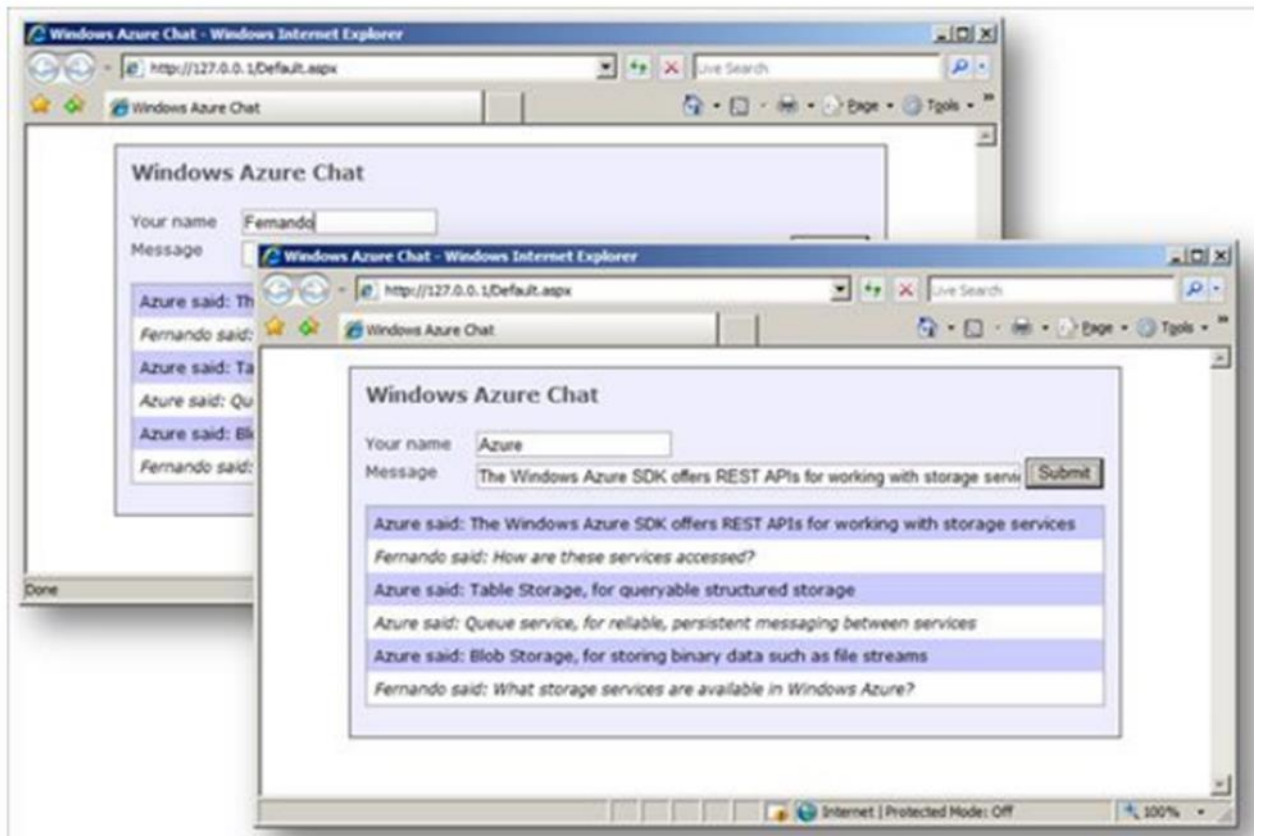 Windows Azure Chat - Windows Internet Explorer
http://127.0.0.1/Default.aspx
Live Search
Windows Azure Chat
Page
Tools
Windows Azure Chat
Your name
Fernando
Message
Azure said: Th
Fernando said:
Azure said: Ta
Azure said: Qu
Azure said: Bl
Fernando said:
Done
Windows Azure Chat - Windows Internet Explorer
http://127.0.0.1/Default.aspx
Live Search
Windows Azure Chat
Page
Tools
Windows Azure Chat
Your name
Azure
Message
The Windows Azure SDK offers REST APIs for working with storage servi
Submit
Azure said: The Windows Azure SDK offers REST APIs for working with storage services
Fernando said: How are these services accessed?
Azure said: Table Storage, for queryable structured storage
Azure said: Queue service, for reliable, persistent messaging between services
Azure said: Blob Storage, for storing binary data such as file streams
Fernando said: What storage services are available in Windows Azure?
Internet | Protected Mode: Off
100%